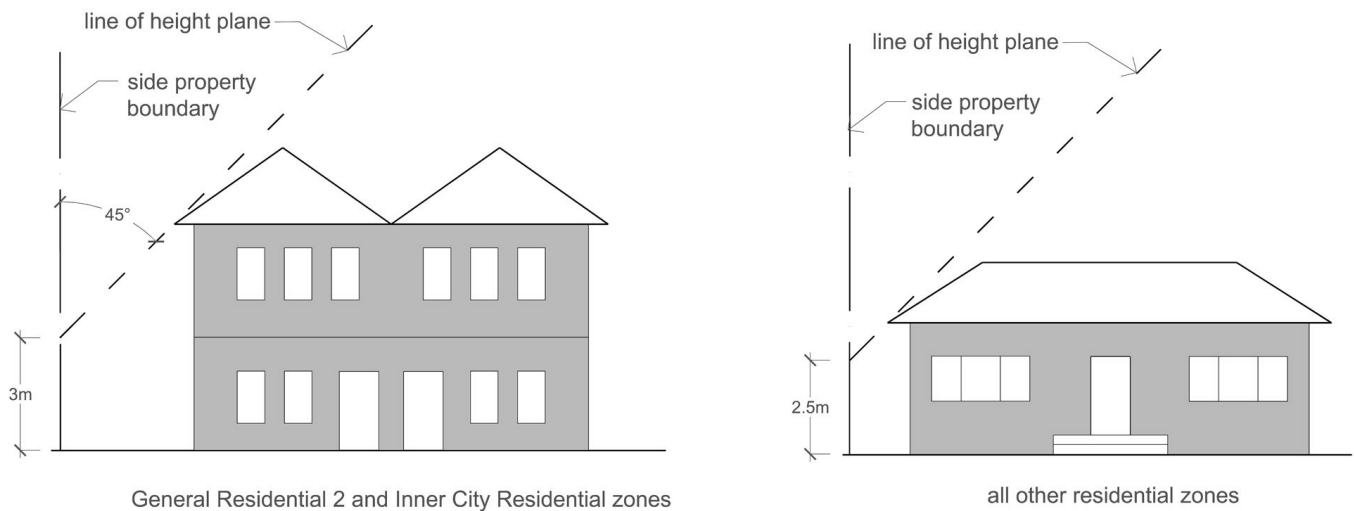 line of height plane
side property
boundary
45°
3m
General Residential 2 and Inner City Residential zones
line of height plane
side property
boundary
2.5m
all other residential zones